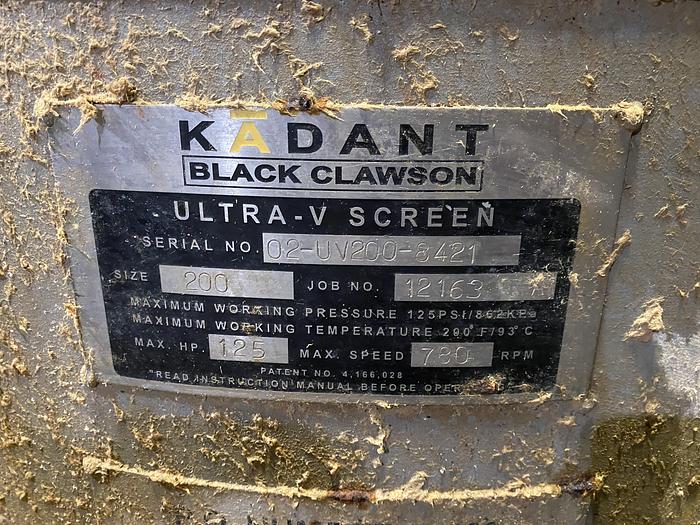 KADANT
BLACK CLAWSON
ULTRA-V SCREEN
SERIAL NO. 02-UV200-8421
SIZE 200 JOB NO. 12163
MAXIMUM WORKING PRESSURE 125PSI/862KPa
MAXIMUM WORKING TEMPERATURE 200°F/93°C
MAX. HP 125 MAX. SPEED 780 RPM
PATENT NO. 4,166,028
"READ INSTRUCTION MANUAL BEFORE